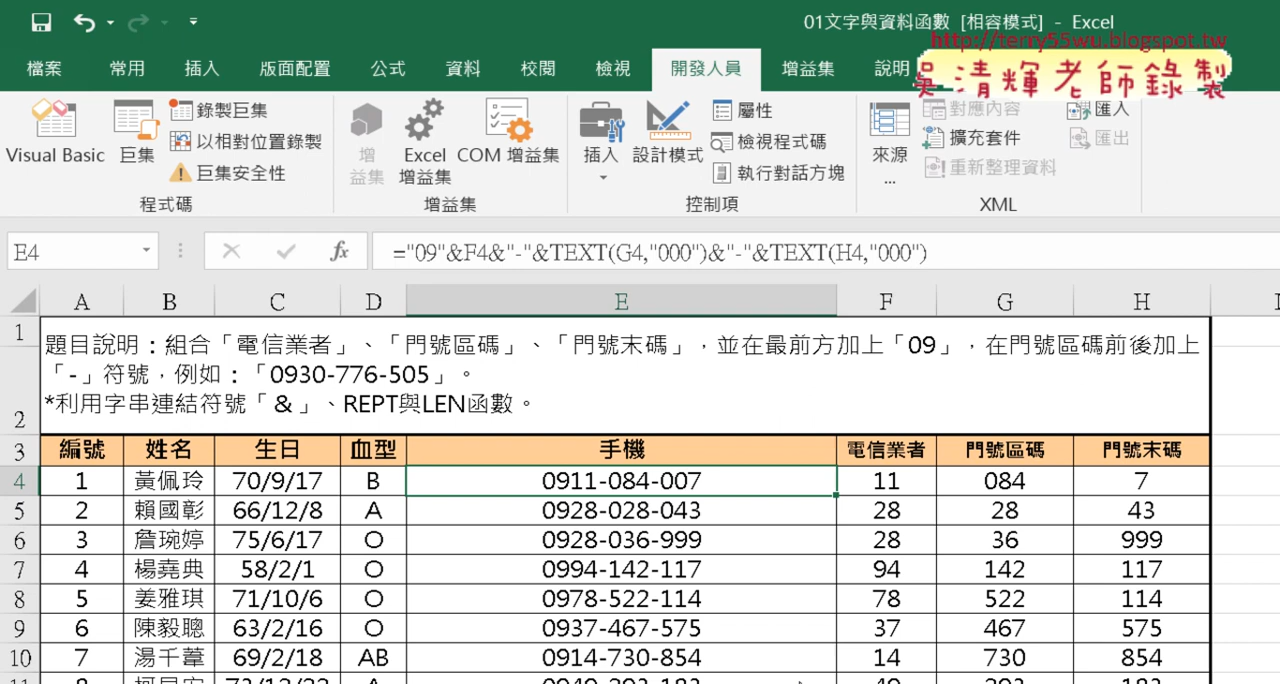 01文字與資料函數 [相容模式] - Excel
http://terry55wu.blogspot.tw
吳清輝老師錄製
檔案 常用 插入 版面配置 公式 資料 校閱 檢視 開發人員 增益集 說明
Visual Basic 巨集 錄製巨集 以相對位置錄製 巨集安全性
程式碼
增益集 Excel 增益集 COM 增益集
增益集
插入 設計模式 屬性 檢視程式碼 執行對話方塊
控制項
來源... 對應內容 擴充套件 重新整理資料 匯入 匯出
XML
E4 fx ="09"&F4&"-"&TEXT(G4,"000")&"-"&TEXT(H4,"000")
A B C D E F G H
1 題目說明：組合「電信業者」、「門號區碼」、「門號末碼」，並在最前方加上「09」，在門號區碼前後加上
「-」符號，例如：「0930-776-505」。
2 *利用字串連結符號「&」、REPT與LEN函數。
3 編號 姓名 生日 血型 手機 電信業者 門號區碼 門號末碼
4 1 黃佩玲 70/9/17 B 0911-084-007 11 084 7
5 2 賴國彰 66/12/8 A 0928-028-043 28 28 43
6 3 詹琬婷 75/6/17 O 0928-036-999 28 36 999
7 4 楊堯典 58/2/1 O 0994-142-117 94 142 117
8 5 姜雅琪 71/10/6 O 0978-522-114 78 522 114
9 6 陳毅聰 63/2/16 O 0937-467-575 37 467 575
10 7 湯千葦 69/2/18 AB 0914-730-854 14 730 854